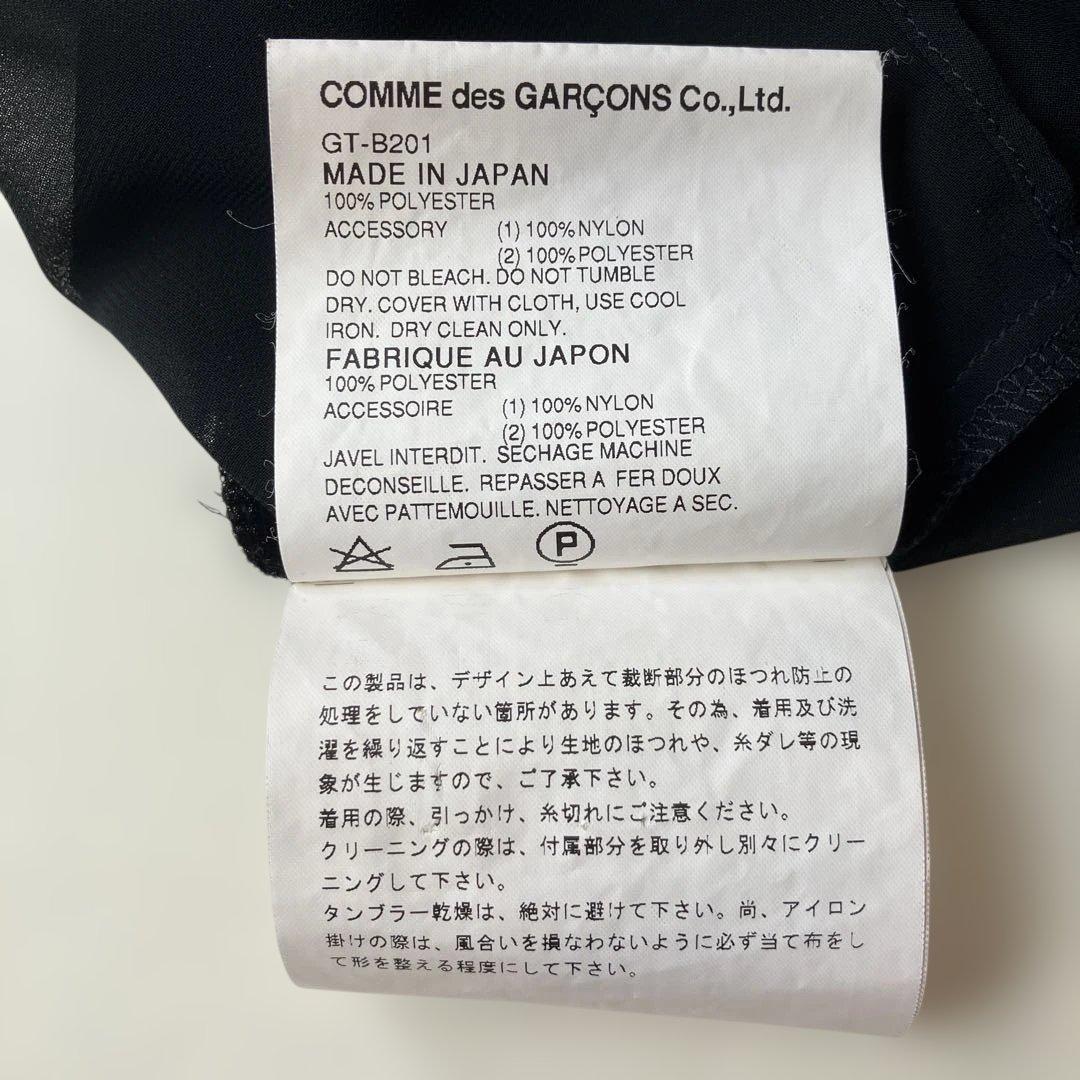 COMME des GARÇONS Co.,Ltd.
GT-B201
MADE IN JAPAN
100% POLYESTER
ACCESSORY (1) 100% NYLON
(2) 100% POLYESTER
DO NOT BLEACH. DO NOT TUMBLE
DRY. COVER WITH CLOTH, USE COOL
IRON. DRY CLEAN ONLY.
FABRIQUE AU JAPON
100% POLYESTER
ACCESSOIRE (1) 100% NYLON
(2) 100% POLYESTER
JAVEL INTERDIT. SECHAGE MACHINE
DECONSEILLE. REPASSER A FER DOUX
AVEC PATTEMOUILLE. NETTOYAGE A SEC.
P
この製品は、デザイン上あえて裁断部分のほつれ防止の
処理をしていない箇所があります。その為、着用及び洗
濯を繰り返すことにより生地のほつれや、糸ダレ等の現
象が生じますので、ご了承下さい。
着用の際、引っかけ、糸切れにご注意ください。
クリーニングの際は、付属部分を取り外し別々にクリー
ニングして下さい。
タンブラー乾燥は、絶対に避けて下さい。尚、アイロン
掛けの際は、風合いを損なわないように必ず当て布をし
て形を整える程度にして下さい。